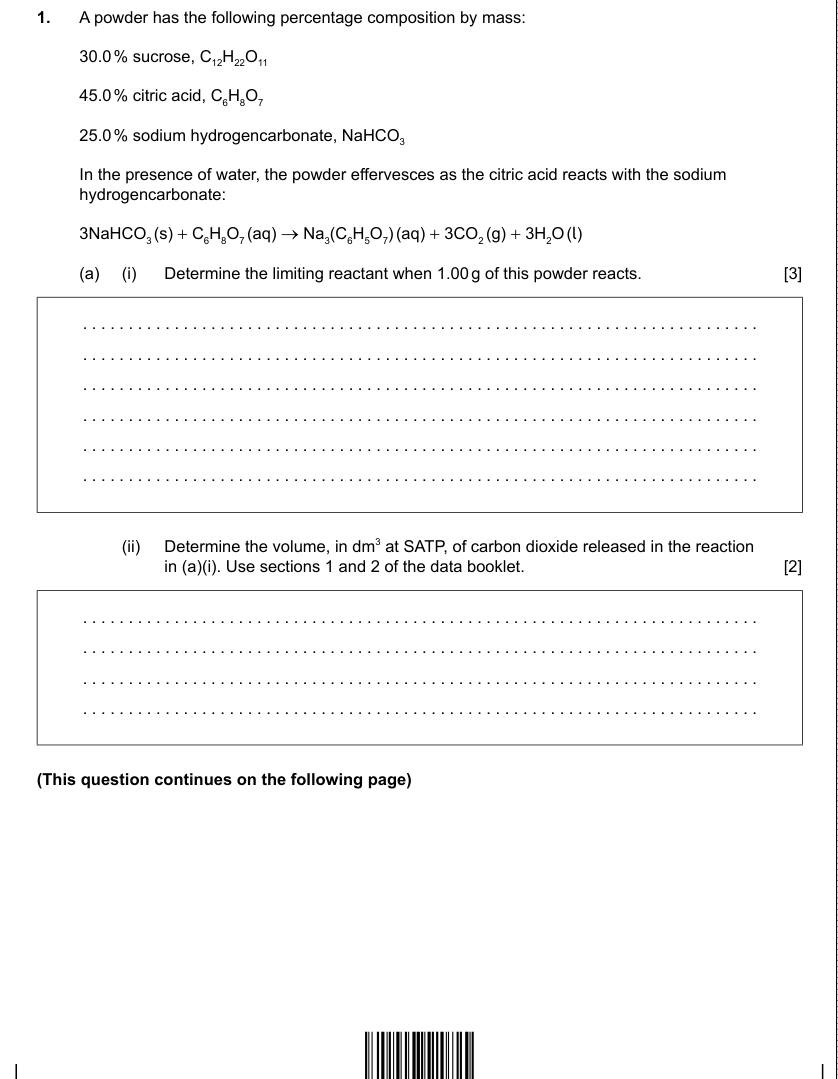 1. A powder has the following percentage composition by mass:
30.0% sucrose, C₁₂H₂₂O₁₁
45.0% citric acid, C₆H₈O₇
25.0% sodium hydrogencarbonate, NaHCO₃
In the presence of water, the powder effervesces as the citric acid reacts with the sodium
hydrogencarbonate:
3NaHCO₃(s) + C₆H₈O₇(aq) → Na₃(C₆H₅O₇)(aq) + 3CO₂(g) + 3H₂O(l)
(a) (i) Determine the limiting reactant when 1.00g of this powder reacts. [3]
(ii) Determine the volume, in dm³ at SATP, of carbon dioxide released in the reaction
in (a)(i). Use sections 1 and 2 of the data booklet. [2]
(This question continues on the following page)